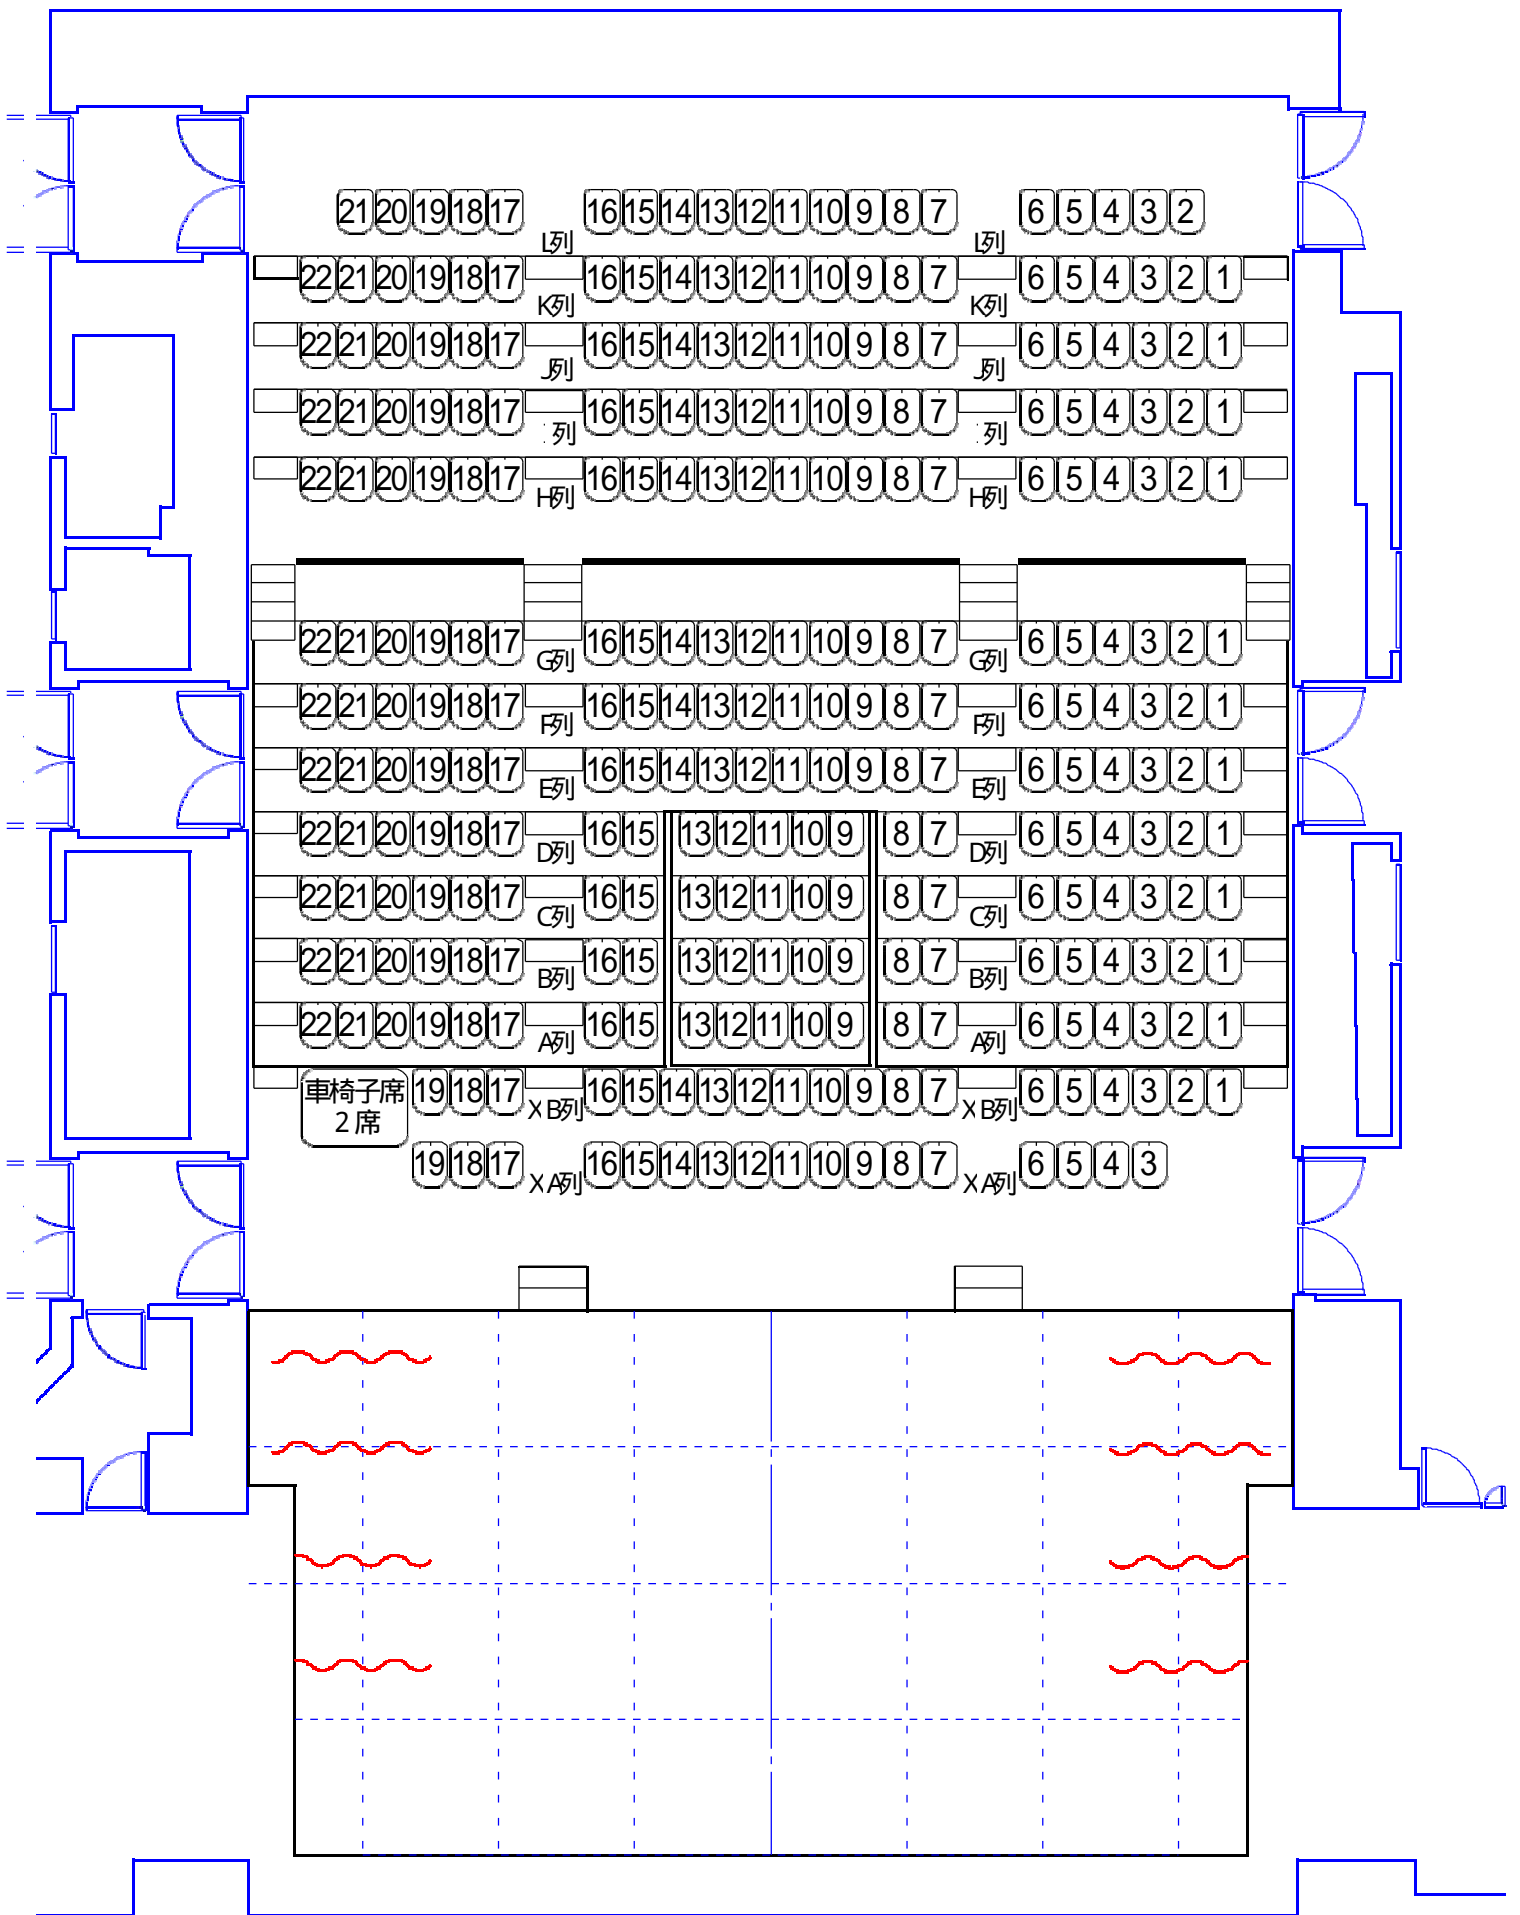 21 20 19 18 17 16 15 14 13 12 11 10 9 8 7 6 5 4 3 2
L列 L列
22 21 20 19 18 17 16 15 14 13 12 11 10 9 8 7 6 5 4 3 2 1
K列 K列
22 21 20 19 18 17 16 15 14 13 12 11 10 9 8 7 6 5 4 3 2 1
J列 J列
22 21 20 19 18 17 16 15 14 13 12 11 10 9 8 7 6 5 4 3 2 1
列 列
22 21 20 19 18 17 16 15 14 13 12 11 10 9 8 7 6 5 4 3 2 1
H列 H列
22 21 20 19 18 17 16 15 14 13 12 11 10 9 8 7 6 5 4 3 2 1
G列 G列
22 21 20 19 18 17 16 15 14 13 12 11 10 9 8 7 6 5 4 3 2 1
F列 F列
22 21 20 19 18 17 16 15 14 13 12 11 10 9 8 7 6 5 4 3 2 1
E列 E列
22 21 20 19 18 17 16 15 13 12 11 10 9 8 7 6 5 4 3 2 1
D列 D列
22 21 20 19 18 17 16 15 13 12 11 10 9 8 7 6 5 4 3 2 1
C列 C列
22 21 20 19 18 17 16 15 13 12 11 10 9 8 7 6 5 4 3 2 1
B列 B列
22 21 20 19 18 17 16 15 13 12 11 10 9 8 7 6 5 4 3 2 1
A列 A列
車椅子席
2席
19 18 17 16 15 14 13 12 11 10 9 8 7 6 5 4 3 2 1
XB列 XB列
19 18 17 16 15 14 13 12 11 10 9 8 7 6 5 4 3
XA列 XA列